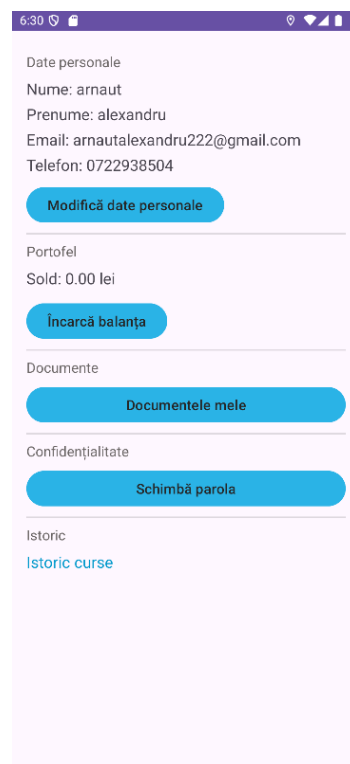 6:30
Date personale
Nume: arnaut
Prenume: alexandru
Email: arnautalexandru222@gmail.com
Telefon: 0722938504
Modifică date personale
Portofel
Sold: 0.00 lei
Încarcă balanța
Documente
Documentele mele
Confidențialitate
Schimbă parola
Istoric
Istoric curse